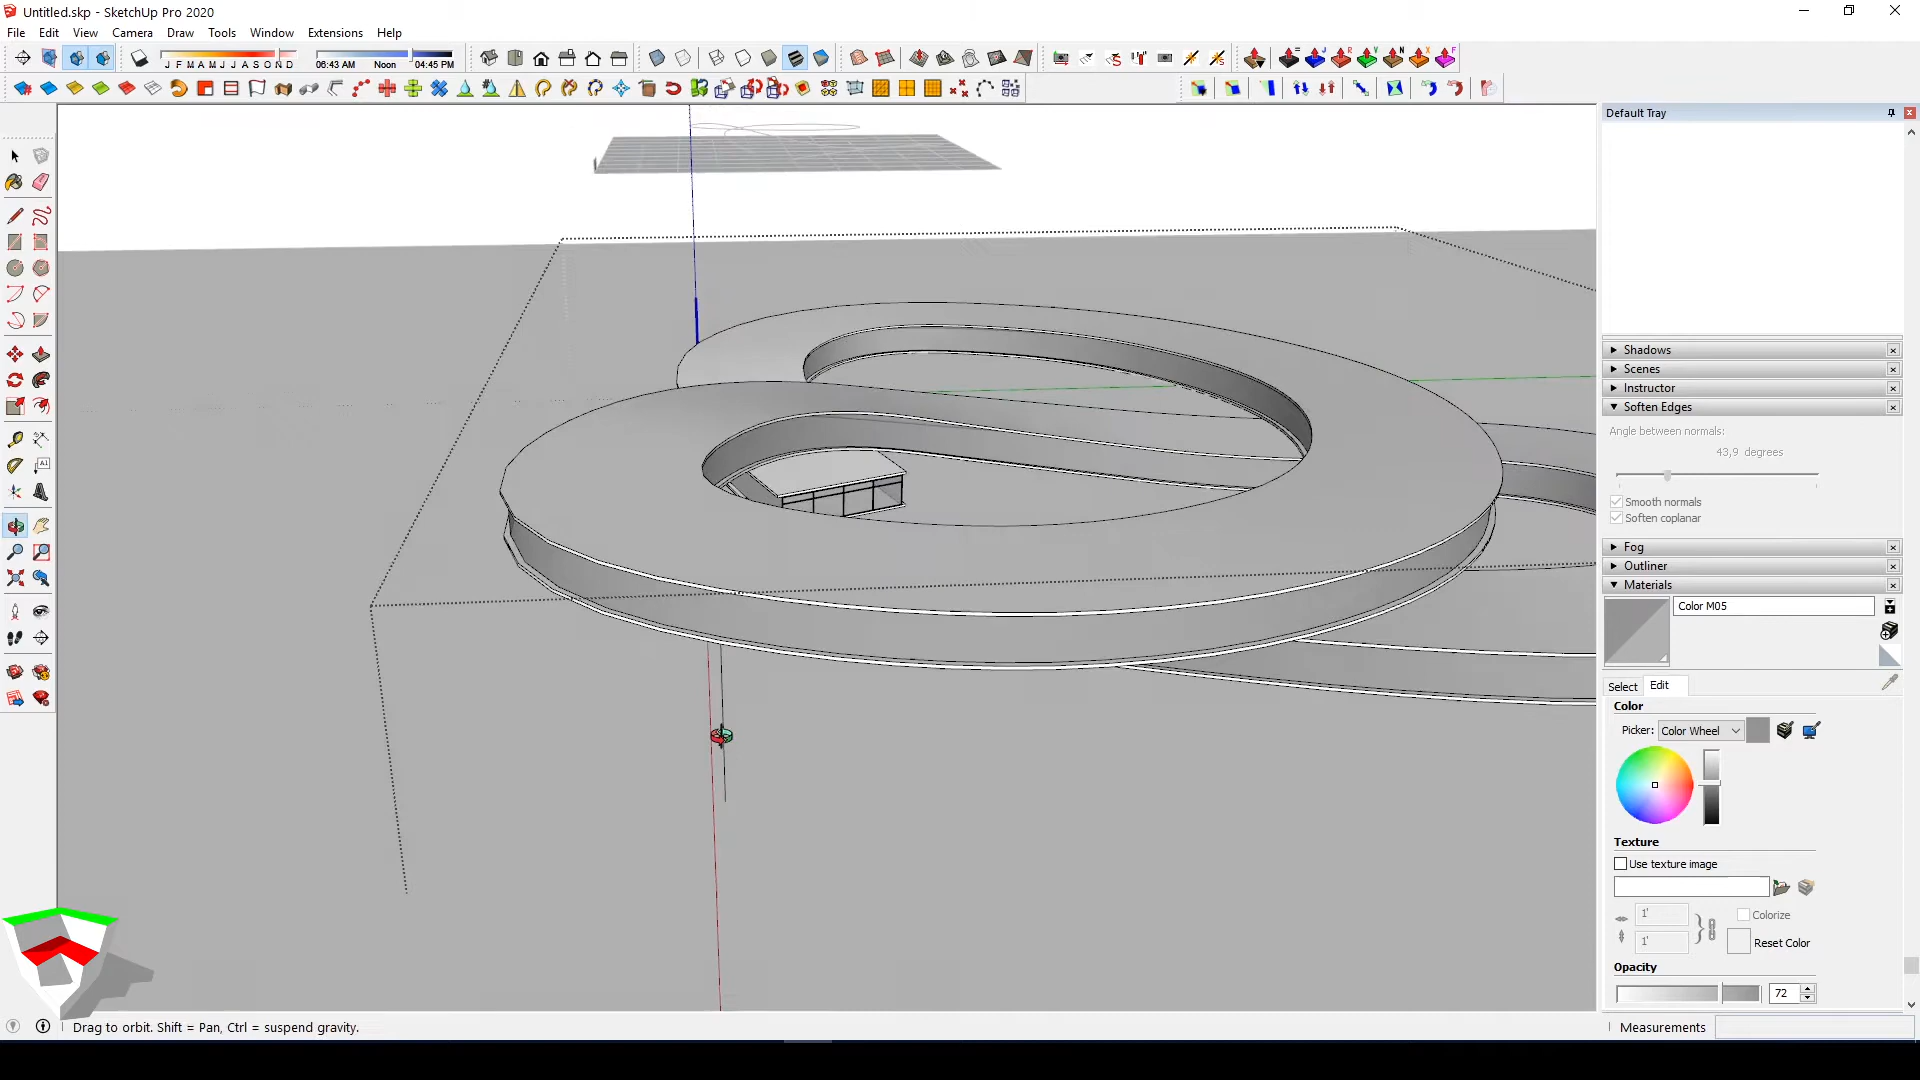 Untitled.skp - SketchUp Pro 2020
File Edit View Camera Draw Tools Window Extensions Help
J F M A M J J A S O N D
06:43 AM Noon 04:45 PM
Default Tray
Shadows
Scenes
Instructor
Soften Edges
Angle between normals:
43,9 degrees
Smooth normals
Soften coplanar
Fog
Outliner
Materials
Color M05
Select Edit
Color
Picker: Color Wheel
Texture
Use texture image
1'
Colorize
1'
Reset Color
Opacity
72
Drag to orbit. Shift = Pan, Ctrl = suspend gravity.
Measurements